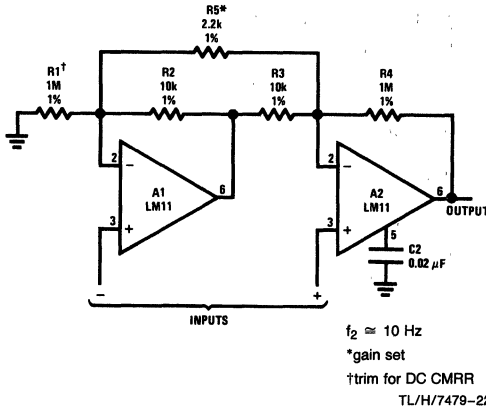 R5*
2.2k
1%
R1†
1M
1%
R2
10k
1%
R3
10k
1%
R4
1M
1%
2
−
A1
LM11
6
3
+
2
−
A2
LM11
6
OUTPUT
3
+
5
C2
0.02 μF
−
+
INPUTS
f2 ≅ 10 Hz
*gain set
†trim for DC CMRR
TL/H/7479–22